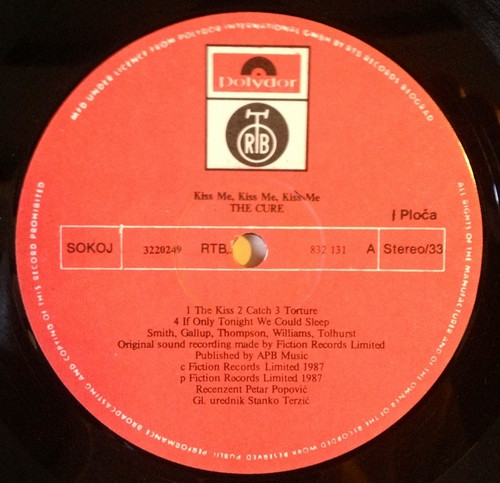 MFD UNDER LICENCE FROM POLYDOR INTERNATIONAL GMBH BY RTB RECORDS BEOGRAD
Polydor
RTB
Kiss Me, Kiss Me, Kiss Me
THE CURE
I Ploča
SOKOJ 3220249 RTB 832 131 A Stereo/33
1 The Kiss 2 Catch 3 Torture
4 If Only Tonight We Could Sleep
Smith, Gallup, Thompson, Williams, Tolhurst
Original sound recording made by Fiction Records Limited
Published by APB Music
c Fiction Records Limited 1987
p Fiction Records Limited 1987
Recenzent Petar Popović
Gl. urednik Stanko Terzić
ALL RIGHTS OF THE MANUFACTURER AND OF THE OWNER OF THE RECORDED WORK RESERVED PUBLIC PERFORMANCE BROADCASTING AND COPYING OF THIS RECORD PROHIBITED